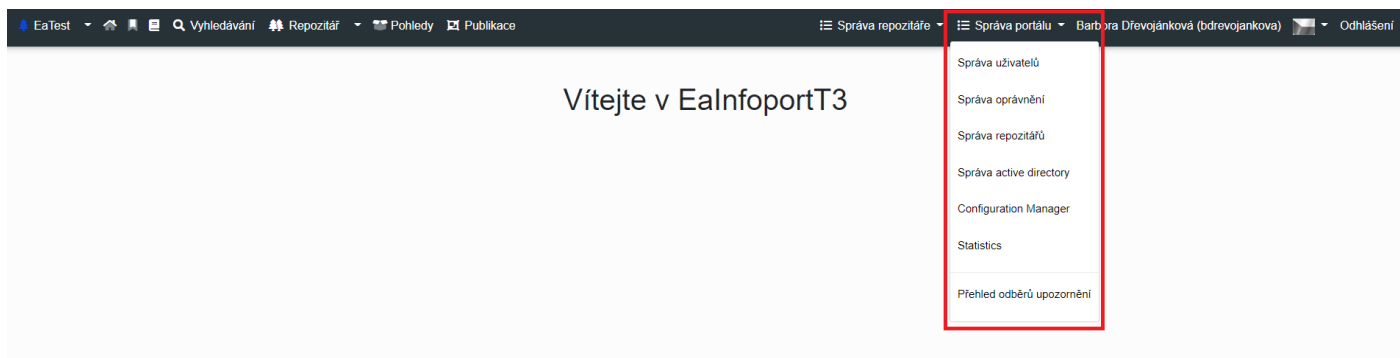 EaTest Vyhledávání Repozitář Pohledy Publikace Správa repozitáře Správa portálu Barbora Dřevojánková (bdrevojankova) Odhlášení
Vítejte v EaInfoportT3
Správa uživatelů
Správa oprávnění
Správa repozitářů
Správa active directory
Configuration Manager
Statistics
Přehled odběrů upozornění